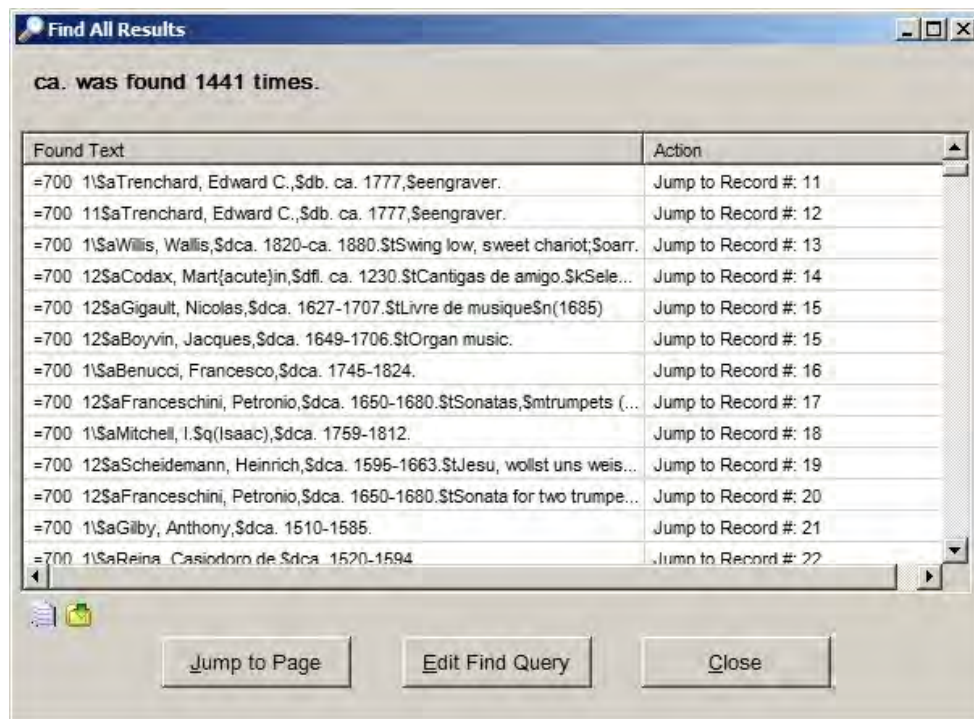 Find All Results
ca. was found 1441 times.
Found Text Action
=700 1\$aTrenchard, Edward C.,$db. ca. 1777,$eengraver. Jump to Record #: 11
=700 11$aTrenchard, Edward C.,$db. ca. 1777,$eengraver. Jump to Record #: 12
=700 1\$aWillis, Wallis,$dca. 1820-ca. 1880.$tSwing low, sweet chariot;$oarr. Jump to Record #: 13
=700 12$aCodax, Mart{acute}in,$dfl. ca. 1230.$tCantigas de amigo.$kSele... Jump to Record #: 14
=700 12$aGigault, Nicolas,$dca. 1627-1707.$tLivre de musique$n(1685) Jump to Record #: 15
=700 12$aBoyvin, Jacques,$dca. 1649-1706.$tOrgan music. Jump to Record #: 15
=700 1\$aBenucci, Francesco,$dca. 1745-1824. Jump to Record #: 16
=700 12$aFranceschini, Petronio,$dca. 1650-1680.$tSonatas,$mtrumpets (... Jump to Record #: 17
=700 1\$aMitchell, I.$q(Isaac),$dca. 1759-1812. Jump to Record #: 18
=700 12$aScheidemann, Heinrich,$dca. 1595-1663.$tJesu, wollst uns weis... Jump to Record #: 19
=700 12$aFranceschini, Petronio,$dca. 1650-1680.$tSonata for two trumpe... Jump to Record #: 20
=700 1\$aGilby, Anthony,$dca. 1510-1585. Jump to Record #: 21
=700 1\$aReina, Casiodoro de,$dca. 1520-1594 Jump to Record #: 22
Jump to Page Edit Find Query Close